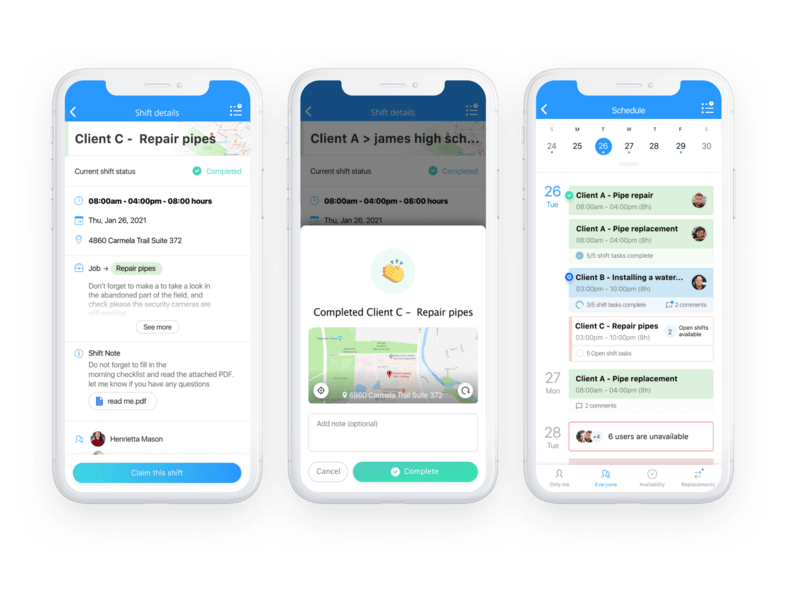 Shift details
Client C - Repair pipes
Current shift status
Completed
08:00am - 04:00pm - 08:00 hours
Thu, Jan 26, 2021
4860 Carmela Trail Suite 372
Job → Repair pipes
Don't forget to make a to take a look in
the abandoned part of the field, and
check please the security cameras are
still working
See more
Shift Note
Do not forget to fill in the
morning checklist and read the attached PDF.
let me know if you have any questions
read me.pdf
Henrietta Mason
Claim this shift
Shift details
Client A > james high sch...
Current shift status
Completed
08:00am - 04:00pm - 08:00 hours
Thu, Jan 26, 2021
Completed Client C - Repair pipes
4860 Carmela Trail Suite 372
Add note (optional)
Cancel
Complete
Schedule
S M T W T F S
24 25 26 27 28 29 30
26
Tue
Client A - Pipe repair
08:00am - 04:00pm (8h)
Client A - Pipe replacement
08:00am - 04:00pm (8h)
5/5 shift tasks complete
Client B - Installing a water...
03:00pm - 10:00pm (8h)
3/5 shift tasks complete
2 comments
Client C - Repair pipes
03:00pm - 10:00pm (8h)
2
Open shifts
available
5 Open shift tasks
27
Mon
Client A - Pipe replacement
08:00am - 04:00pm (8h)
2 comments
28
Tue
+4
6 users are unavailable
Only me
Everyone
Availability
Replacements